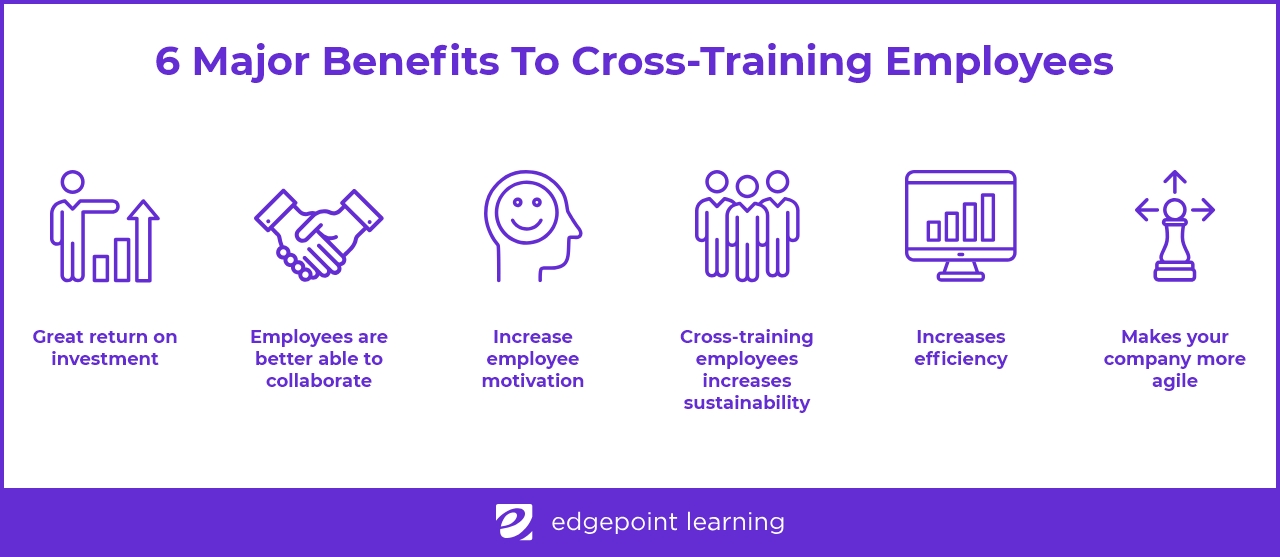 6 Major Benefits To Cross-Training Employees
Great return on
investment
Employees are
better able to
collaborate
Increase
employee
motivation
Cross-training
employees
increases
sustainability
Increases
efficiency
Makes your
company more
agile
edgepoint learning